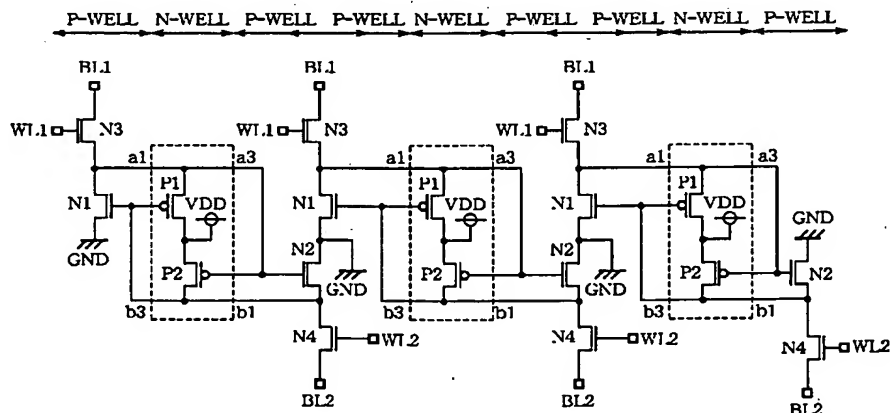 P-WELL N-WELL P-WELL P-WELL N-WELL P-WELL P-WELL N-WELL P-WELL
BL1 BL1 BL1
WL1 N3 WL1 N3 WL1 N3
a1 a3 a1 a3 a1 a3
P1 P1 P1
N1 VDD N1 VDD N1 VDD GND
N2 N2
GND P2 P2 P2 N2
GND GND
b3 b1 b3 b1 b3 b1
N4 WL2 N4 WL2 N4 WL2
BL2 BL2 BL2